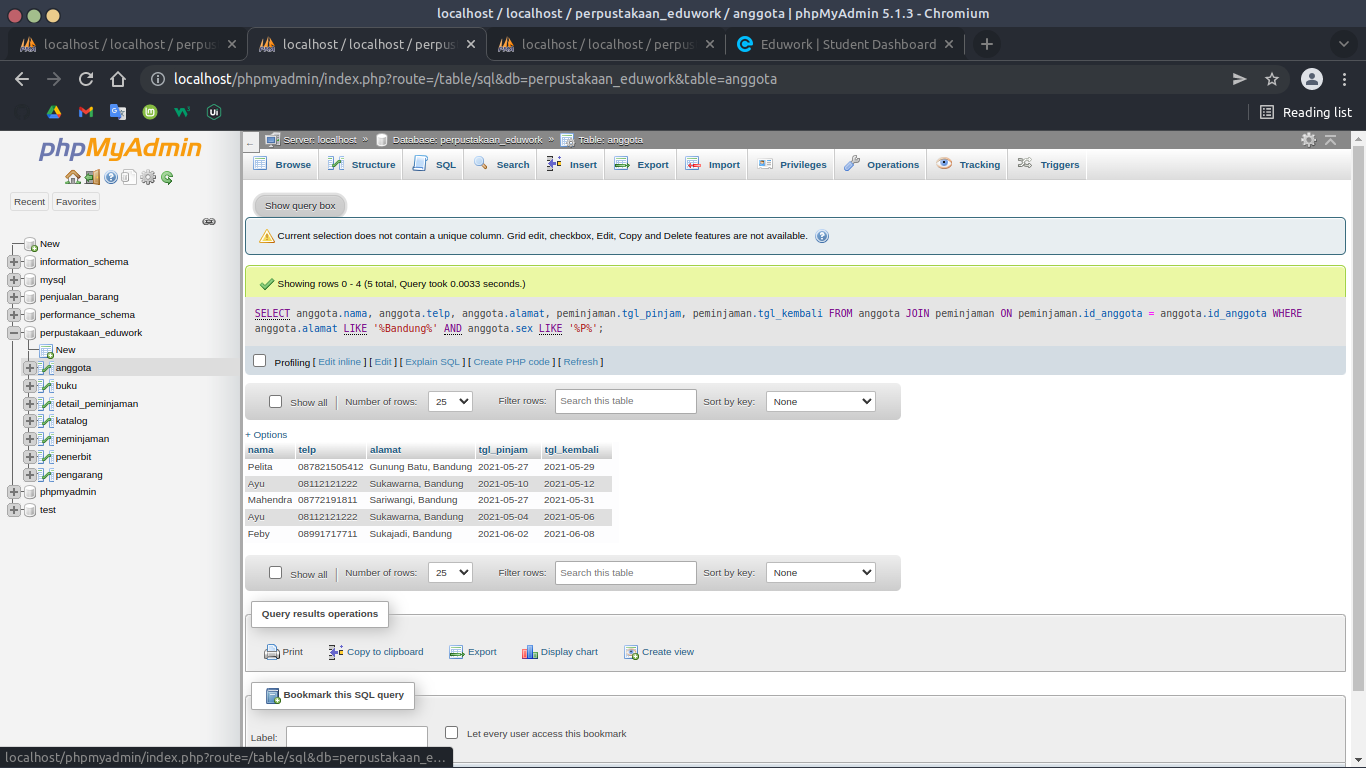 localhost / localhost / perpustakaan_eduwork / anggota | phpMyAdmin 5.1.3 - Chromium
localhost / localhost / perpus
localhost / localhost / perpus
localhost / localhost / perpus
Eduwork | Student Dashboard
localhost/phpmyadmin/index.php?route=/table/sql&db=perpustakaan_eduwork&table=anggota
Reading list
phpMyAdmin
Recent
Favorites
New
information_schema
mysql
penjualan_barang
performance_schema
perpustakaan_eduwork
New
anggota
buku
detail_peminjaman
katalog
peminjaman
penerbit
pengarang
phpmyadmin
test
Server: localhost » Database: perpustakaan_eduwork » Table: anggota
Browse Structure SQL Search Insert Export Import Privileges Operations Tracking Triggers
Show query box
Current selection does not contain a unique column. Grid edit, checkbox, Edit, Copy and Delete features are not available.
Showing rows 0 - 4 (5 total, Query took 0.0033 seconds.)
SELECT anggota.nama, anggota.telp, anggota.alamat, peminjaman.tgl_pinjam, peminjaman.tgl_kembali FROM anggota JOIN peminjaman ON peminjaman.id_anggota = anggota.id_anggota WHERE
anggota.alamat LIKE '%Bandung%' AND anggota.sex LIKE '%P%';
Profiling [ Edit inline ] [ Edit ] [ Explain SQL ] [ Create PHP code ] [ Refresh ]
Show all | Number of rows: 25 Filter rows: Search this table Sort by key: None
+ Options
nama telp alamat tgl_pinjam tgl_kembali
Pelita 087821505412 Gunung Batu, Bandung 2021-05-27 2021-05-29
Ayu 08112121222 Sukawarna, Bandung 2021-05-10 2021-05-12
Mahendra 08772191811 Sariwangi, Bandung 2021-05-27 2021-05-31
Ayu 08112121222 Sukawarna, Bandung 2021-05-04 2021-05-06
Feby 08991717711 Sukajadi, Bandung 2021-06-02 2021-06-08
Show all | Number of rows: 25 Filter rows: Search this table Sort by key: None
Query results operations
Print Copy to clipboard Export Display chart Create view
Bookmark this SQL query
Label:
Let every user access this bookmark
localhost/phpmyadmin/index.php?route=/table/sql&db=perpustakaan_e…